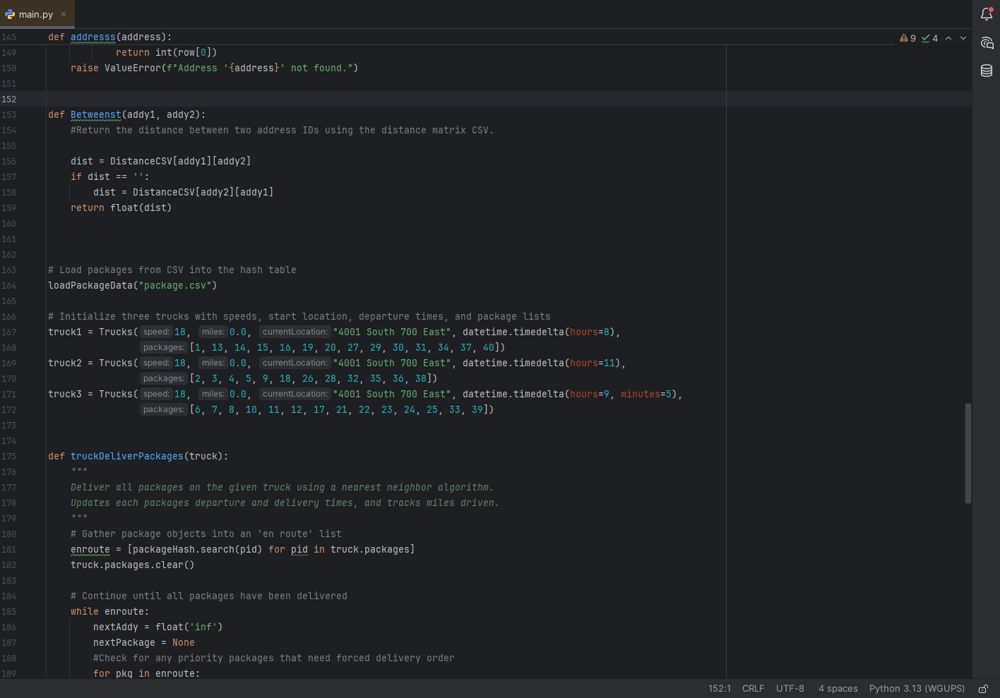 main.py
145 def addresss(address): 9 4
149 return int(row[0])
150 raise ValueError(f"Address '{address}' not found.")
151
152
153 def Betweenst(addy1, addy2):
154 #Return the distance between two address IDs using the distance matrix CSV.
155
156 dist = DistanceCSV[addy1][addy2]
157 if dist == '':
158 dist = DistanceCSV[addy2][addy1]
159 return float(dist)
160
161
162
163 # Load packages from CSV into the hash table
164 loadPackageData("package.csv")
165
166 # Initialize three trucks with speeds, start location, departure times, and package lists
167 truck1 = Trucks( speed: 18, miles: 0.0, currentLocation: "4001 South 700 East", datetime.timedelta(hours=8),
168 packages: [1, 13, 14, 15, 16, 19, 20, 27, 29, 30, 31, 34, 37, 40])
169 truck2 = Trucks( speed: 18, miles: 0.0, currentLocation: "4001 South 700 East", datetime.timedelta(hours=11),
170 packages: [2, 3, 4, 5, 9, 18, 26, 28, 32, 35, 36, 38])
171 truck3 = Trucks( speed: 18, miles: 0.0, currentLocation: "4001 South 700 East", datetime.timedelta(hours=9, minutes=5),
172 packages: [6, 7, 8, 10, 11, 12, 17, 21, 22, 23, 24, 25, 33, 39])
173
174
175 def truckDeliverPackages(truck):
176 """
177 Deliver all packages on the given truck using a nearest neighbor algorithm.
178 Updates each packages departure and delivery times, and tracks miles driven.
179 """
180 # Gather package objects into an 'en route' list
181 enroute = [packageHash.search(pid) for pid in truck.packages]
182 truck.packages.clear()
183
184 # Continue until all packages have been delivered
185 while enroute:
186 nextAddy = float('inf')
187 nextPackage = None
188 #Check for any priority packages that need forced delivery order
189 for pkg in enroute:
152:1 CRLF UTF-8 4 spaces Python 3.13 (WGUPS)